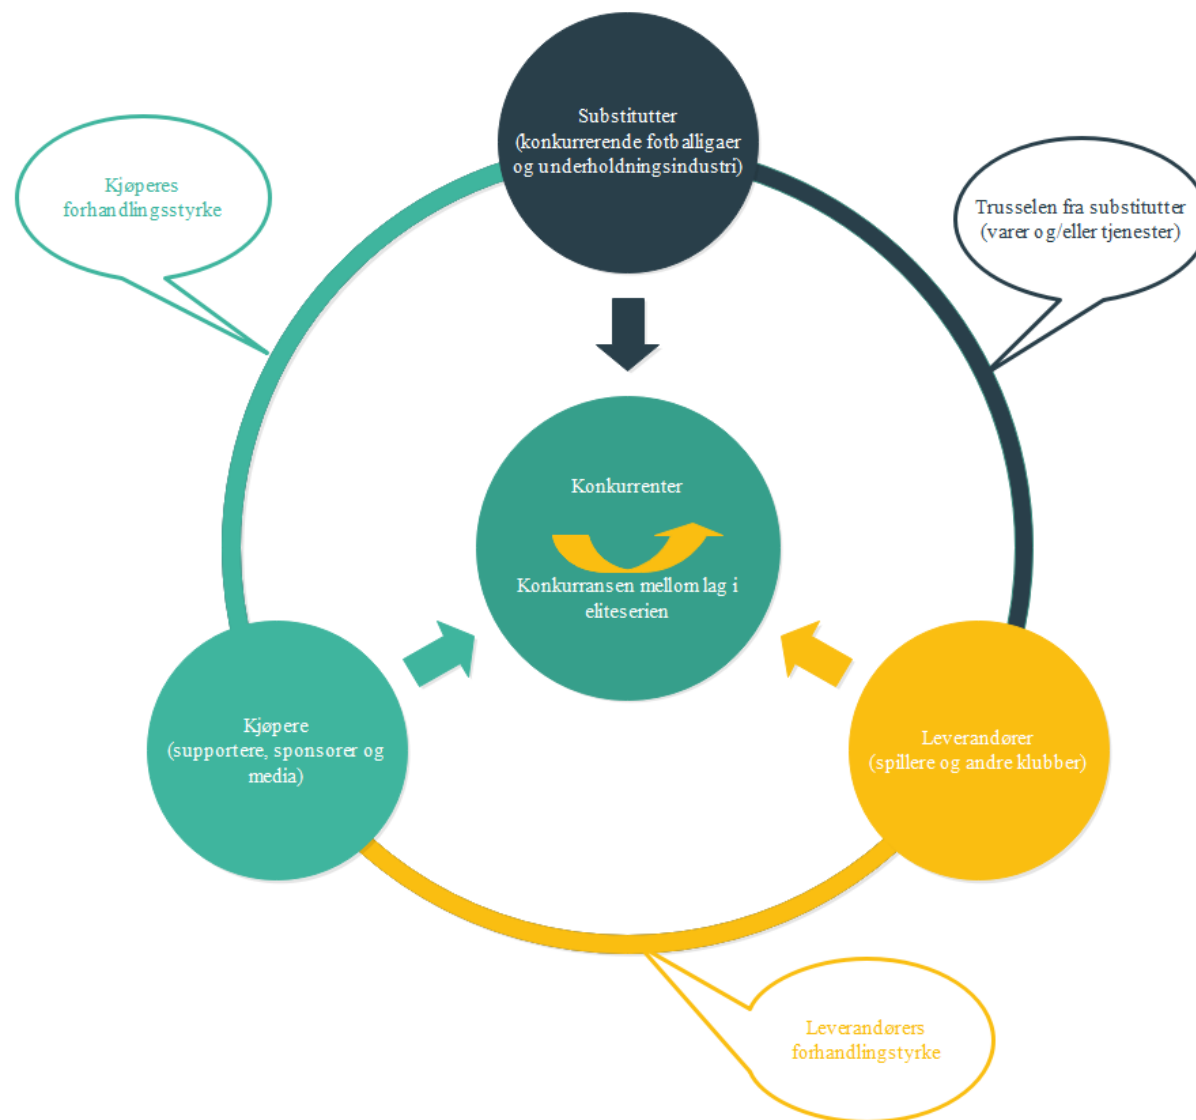 Substitutter
(konkurrerende fotballigaer
og underholdningsindustri)
Kjøperes
forhandlingsstyrke
Trusselen fra substitutter
(varer og/eller tjenester)
Konkurrenter
Konkurransen mellom lag i
eliteserien
Kjøpere
(supportere, sponsorer og
media)
Leverandører
(spillere og andre klubber)
Leverandørers
forhandlingstyrke